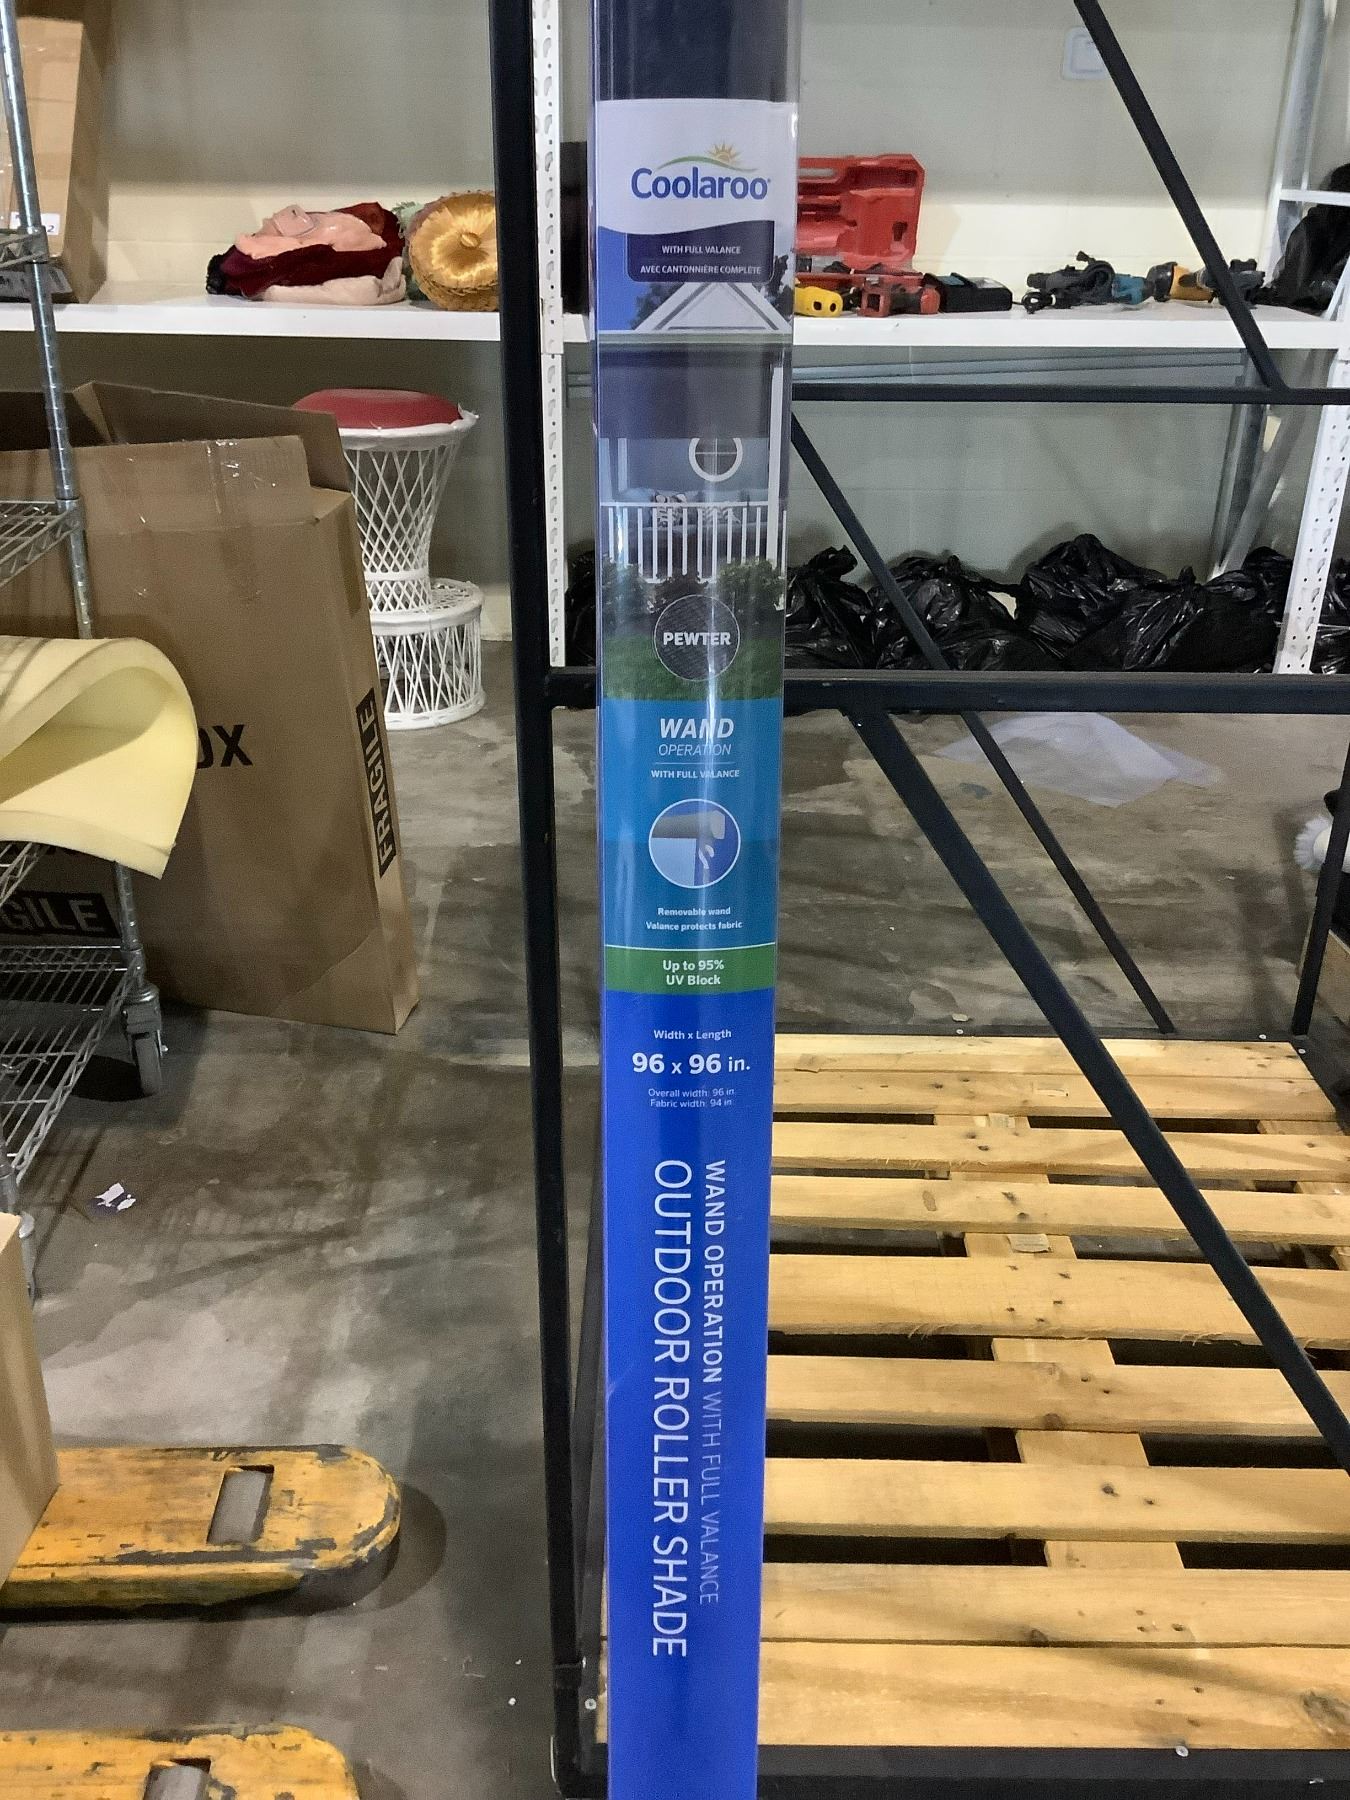 Coolaroo
WITH FULL VALANCE
AVEC CANTONNIÈRE COMPLÈTE
PEWTER
WAND
OPERATION
WITH FULL VALANCE
Removable wand
Valance protects fabric
Up to 95%
UV Block
Width x Length
96 x 96 in.
Overall width: 96 in.
Fabric width: 94 in.
WAND OPERATION WITH FULL VALANCE
OUTDOOR ROLLER SHADE
FRAGILE